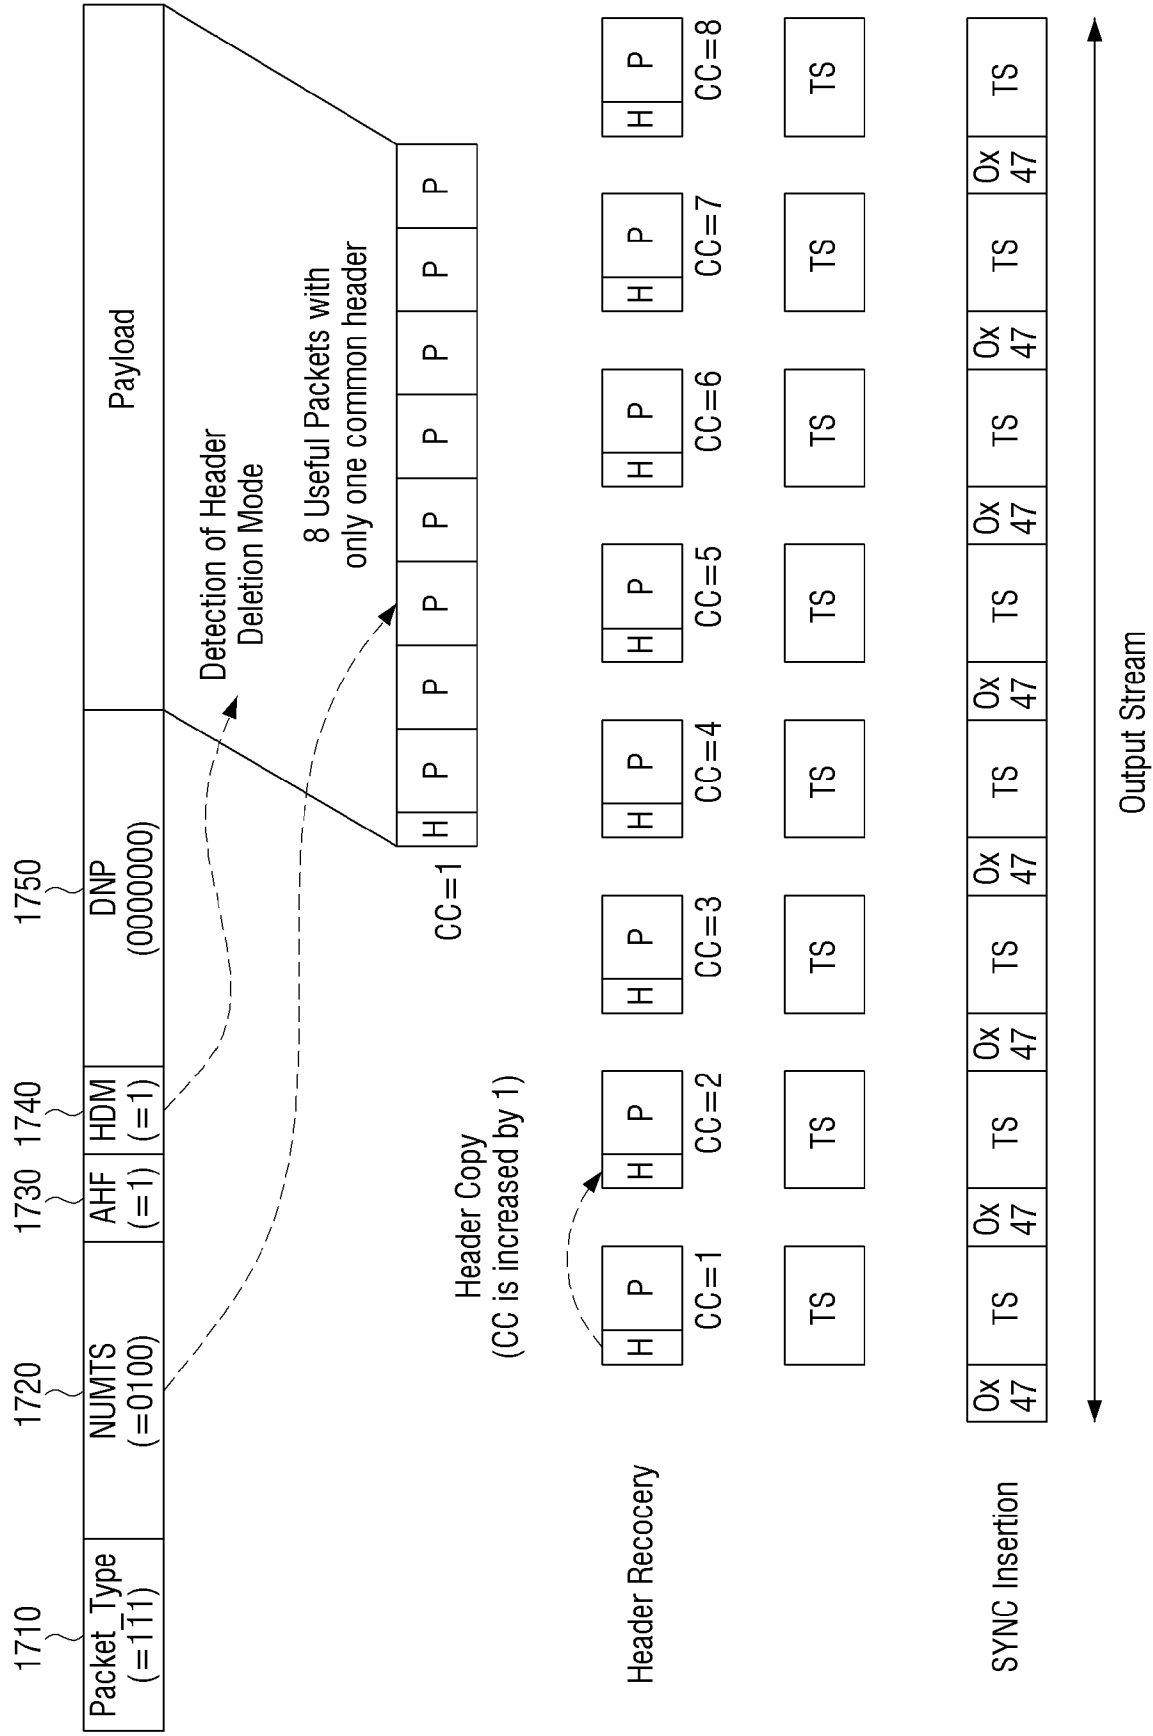 1710
1720
1730
1740
1750
Packet_Type
(=111)
NUMTS
(=0100)
AHF
(=1)
HDM
(=1)
DNP
(0000000)
Payload
Detection of Header
Deletion Mode
8 Useful Packets with
only one common header
H P P P P P P P P
CC=1
Header Copy
(CC is increased by 1)
Header Recocery
H P H P H P H P H P H P H P H P
CC=1 CC=2 CC=3 CC=4 CC=5 CC=6 CC=7 CC=8
TS TS TS TS TS TS TS TS
SYNC Insertion
Ox
47
TS
Ox
47
TS
Ox
47
TS
Ox
47
TS
Ox
47
TS
Ox
47
TS
Ox
47
TS
Ox
47
TS
Output Stream